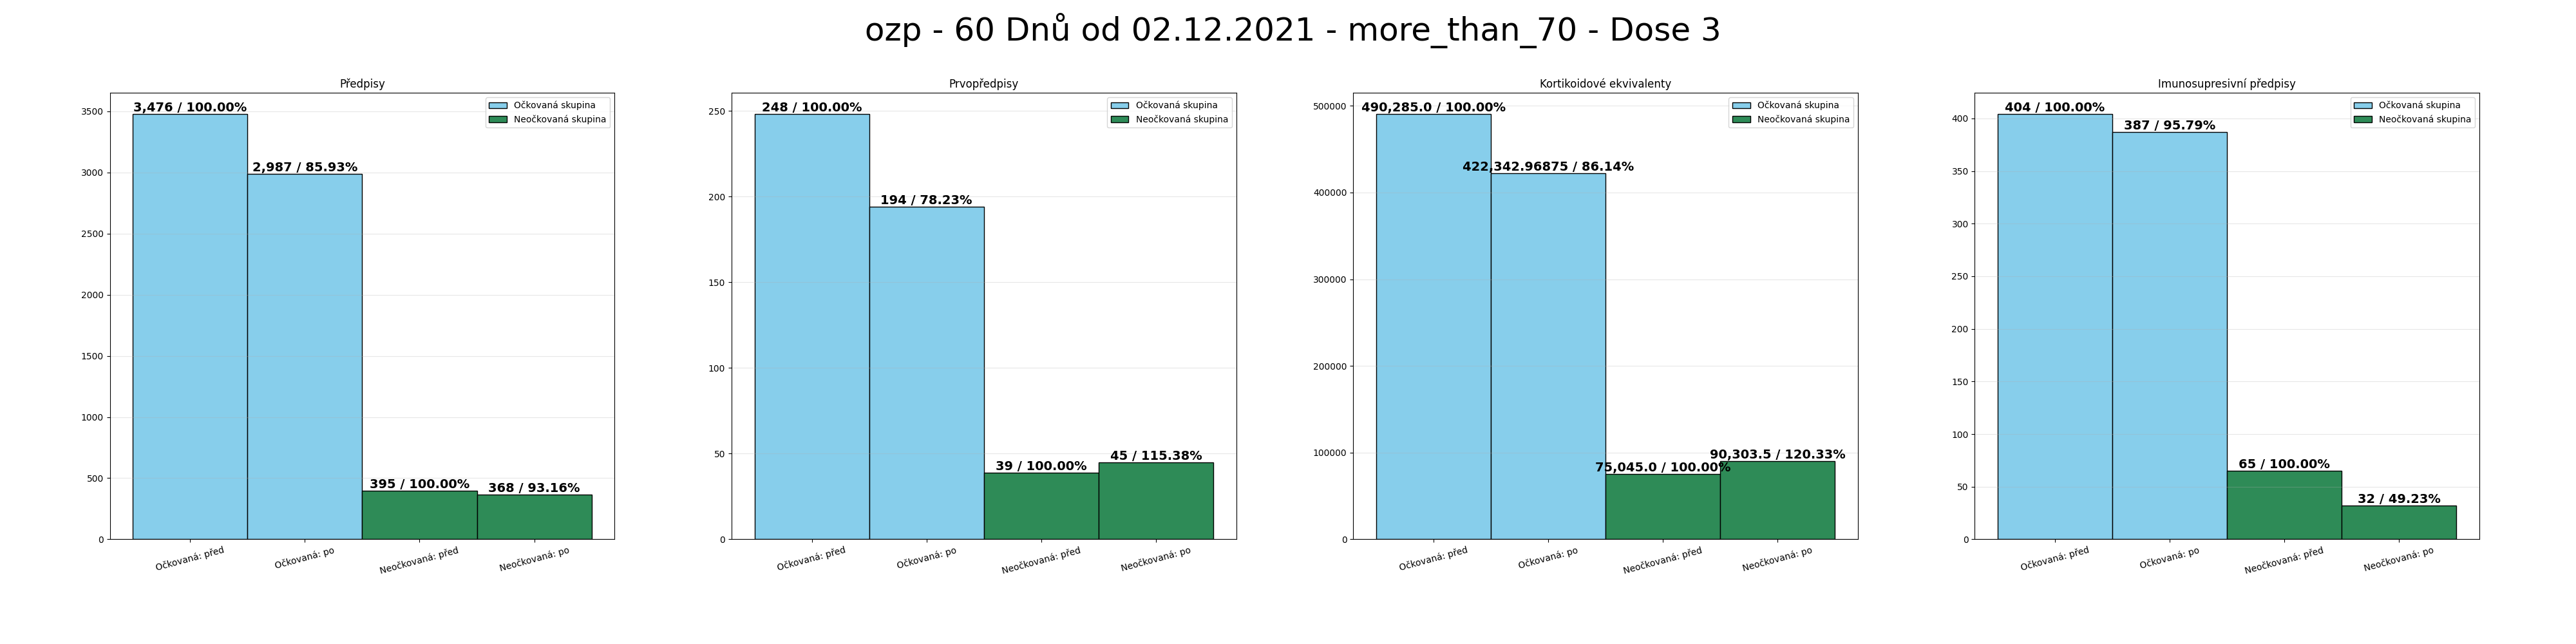 ozp - 60 Dnů od 02.12.2021 - more_than_70 - Dose 3
Předpisy
3500
3000
2500
2000
1500
1000
500
0
3,476 / 100.00%
2,987 / 85.93%
395 / 100.00%
368 / 93.16%
Očkovaná skupina
Neočkovaná skupina
Očkovaná: před
Očkovaná: po
Neočkovaná: před
Neočkovaná: po
Prvopředpisy
250
200
150
100
50
0
248 / 100.00%
194 / 78.23%
39 / 100.00%
45 / 115.38%
Očkovaná skupina
Neočkovaná skupina
Očkovaná: před
Očkovaná: po
Neočkovaná: před
Neočkovaná: po
Kortikoidové ekvivalenty
500000
400000
300000
200000
100000
0
490,285.0 / 100.00%
422,342.96875 / 86.14%
75,045.0 / 100.00%
90,303.5 / 120.33%
Očkovaná skupina
Neočkovaná skupina
Očkovaná: před
Očkovaná: po
Neočkovaná: před
Neočkovaná: po
Imunosupresivní předpisy
400
350
300
250
200
150
100
50
0
404 / 100.00%
387 / 95.79%
65 / 100.00%
32 / 49.23%
Očkovaná skupina
Neočkovaná skupina
Očkovaná: před
Očkovaná: po
Neočkovaná: před
Neočkovaná: po